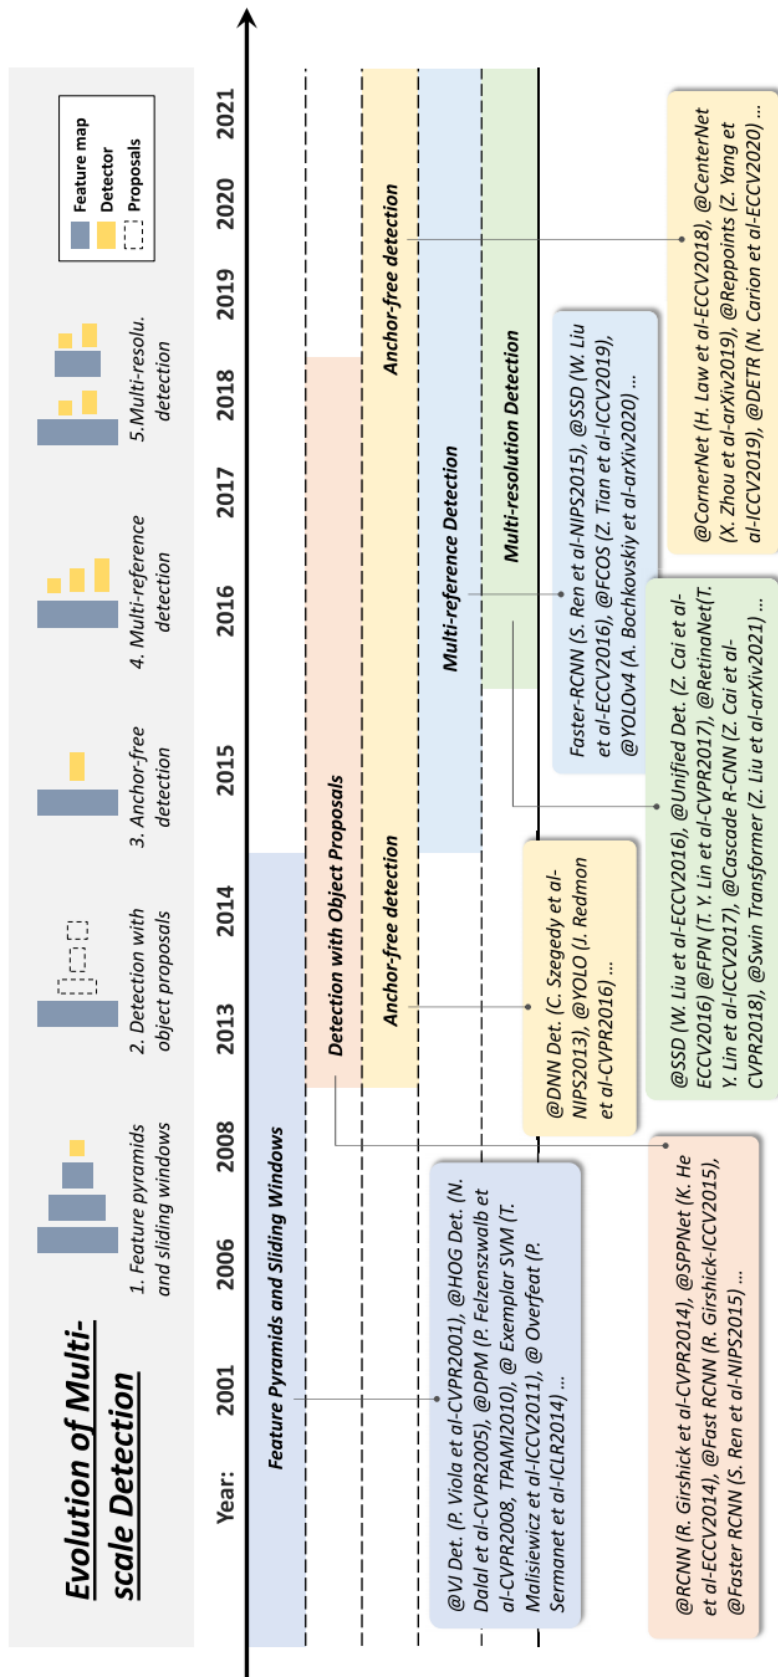 Evolution of Multi-
scale Detection
1. Feature pyramids
and sliding windows
2. Detection with
object proposals
3. Anchor-free
detection
4. Multi-reference
detection
5.Multi-resolu.
detection
Feature map
Detector
Proposals
Year: 2001 2006 2008 2013 2014 2015 2016 2017 2018 2019 2020 2021
Feature Pyramids and Sliding Windows
Detection with Object Proposals
Anchor-free detection
Anchor-free detection
Multi-reference Detection
Multi-resolution Detection
@VJ Det. (P. Viola et al-CVPR2001), @HOG Det. (N.
Dalal et al-CVPR2005), @DPM (P. Felzenszwalb et
al-CVPR2008, TPAMI2010), @ Exemplar SVM (T.
Malisiewicz et al-ICCV2011), @ Overfeat (P.
Sermanet et al-ICLR2014) ...
@DNN Det. (C. Szegedy et al-
NIPS2013), @YOLO (J. Redmon
et al-CVPR2016) ...
Faster-RCNN (S. Ren et al-NIPS2015), @SSD (W. Liu
et al-ECCV2016), @FCOS (Z. Tian et al-ICCV2019),
@YOLOv4 (A. Bochkovskiy et al-arXiv2020) ...
@RCNN (R. Girshick et al-CVPR2014), @SPPNet (K. He
et al-ECCV2014), @Fast RCNN (R. Girshick-ICCV2015),
@Faster RCNN (S. Ren et al-NIPS2015) ...
@SSD (W. Liu et al-ECCV2016), @Unified Det. (Z. Cai et al-
ECCV2016) @FPN (T. Y. Lin et al-CVPR2017), @RetinaNet(T.
Y. Lin et al-ICCV2017), @Cascade R-CNN (Z. Cai et al-
CVPR2018), @Swin Transformer (Z. Liu et al-arXiv2021) ...
@CornerNet (H. Law et al-ECCV2018), @CenterNet
(X. Zhou et al-arXiv2019), @Reppoints (Z. Yang et
al-ICCV2019), @DETR (N. Carion et al-ECCV2020) ...